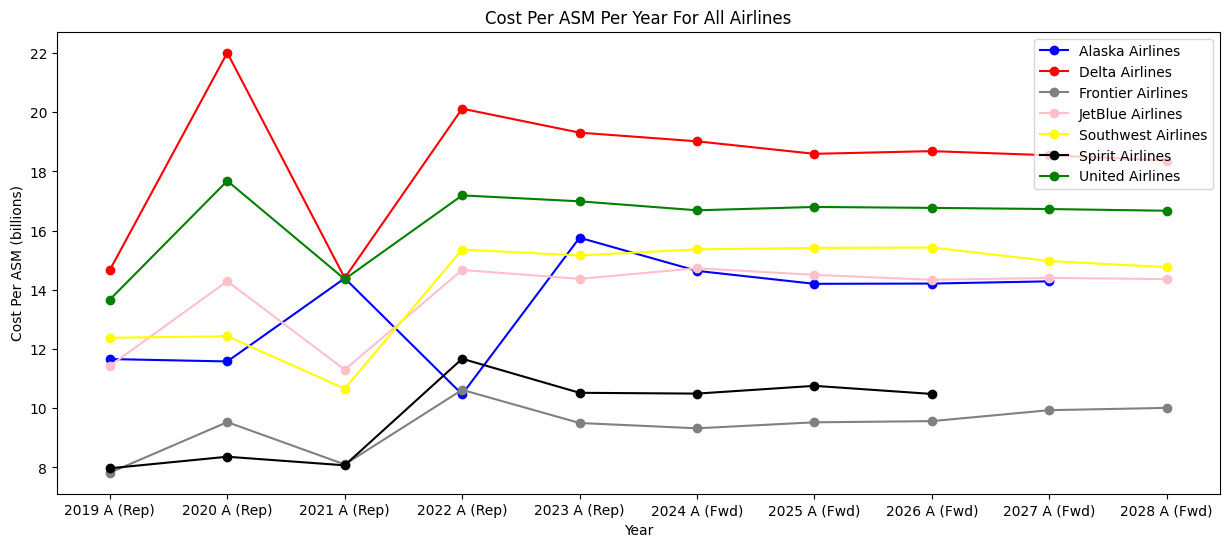 Cost Per ASM Per Year For All Airlines
Cost Per ASM (billions)
22
20
18
16
14
12
10
8
Alaska Airlines
Delta Airlines
Frontier Airlines
JetBlue Airlines
Southwest Airlines
Spirit Airlines
United Airlines
2019 A (Rep) 2020 A (Rep) 2021 A (Rep) 2022 A (Rep) 2023 A (Rep) 2024 A (Fwd) 2025 A (Fwd) 2026 A (Fwd) 2027 A (Fwd) 2028 A (Fwd)
Year